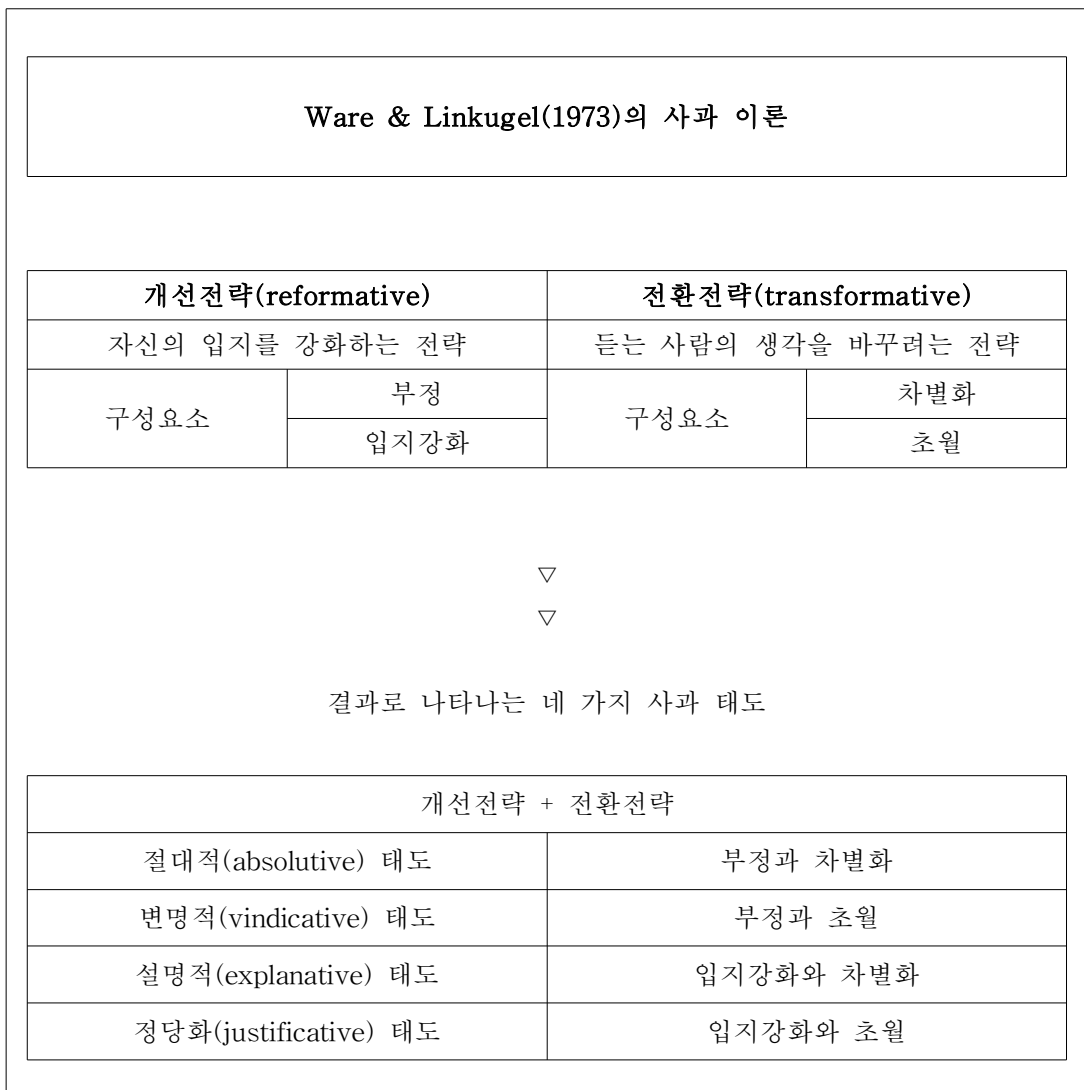 Ware & Linkugel(1973)의 사과 이론
개선전략(reformative) 전환전략(transformative)
자신의 입지를 강화하는 전략 듣는 사람의 생각을 바꾸려는 전략
구성요소 부정 구성요소 차별화
입지강화 초월
▽
▽
결과로 나타나는 네 가지 사과 태도
개선전략 + 전환전략
절대적(absolutive) 태도 부정과 차별화
변명적(vindicative) 태도 부정과 초월
설명적(explanative) 태도 입지강화와 차별화
정당화(justificative) 태도 입지강화와 초월